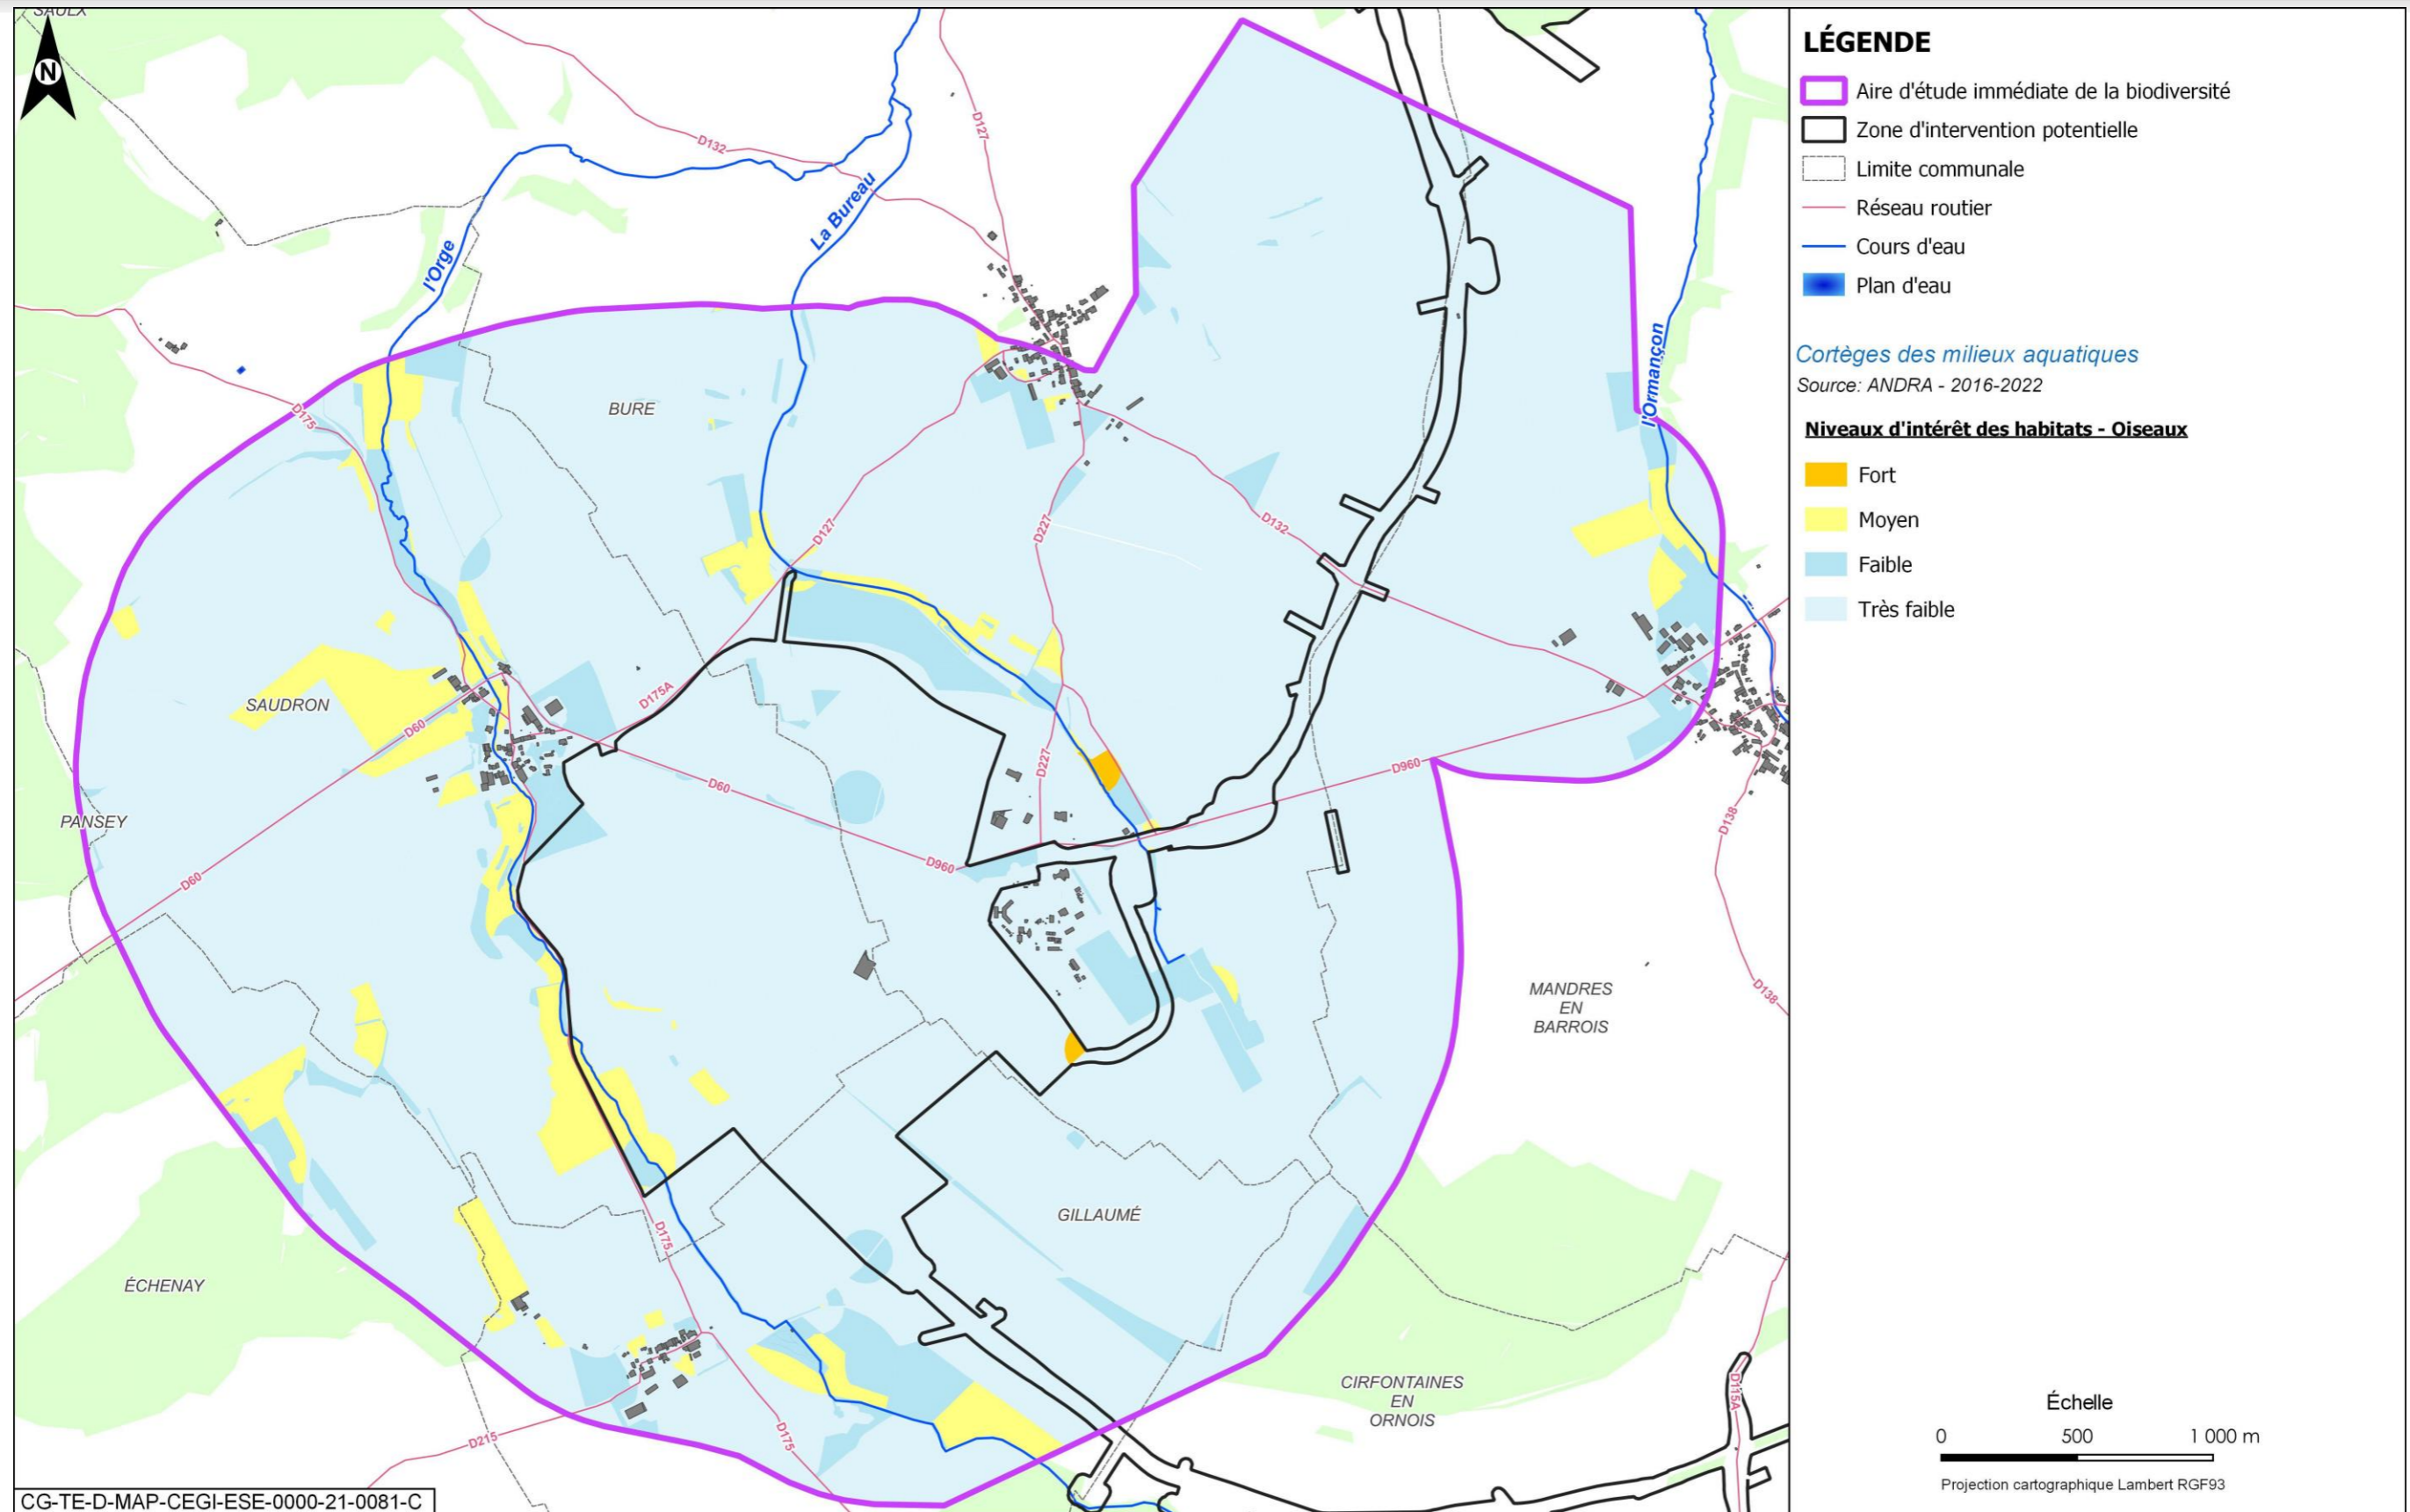 SAULX
N
D132
D127
La Bureau
l'Orge
l'Ormançon
D175
BURE
D127
D227
D132
SAUDRON
D175A
D60
D60
D227
D960
PANSEY
D60
D960
D138
D138
MANDRES
EN
BARROIS
GILLAUMÉ
D175
ÉCHENAY
CIRFONTAINES
EN
ORNOIS
D115A
D215
D175
CG-TE-D-MAP-CEGI-ESE-0000-21-0081-C
LÉGENDE
Aire d'étude immédiate de la biodiversité
Zone d'intervention potentielle
Limite communale
Réseau routier
Cours d'eau
Plan d'eau
Cortèges des milieux aquatiques
Source: ANDRA - 2016-2022
Niveaux d'intérêt des habitats - Oiseaux
Fort
Moyen
Faible
Très faible
Échelle
0 500 1 000 m
Projection cartographique Lambert RGF93